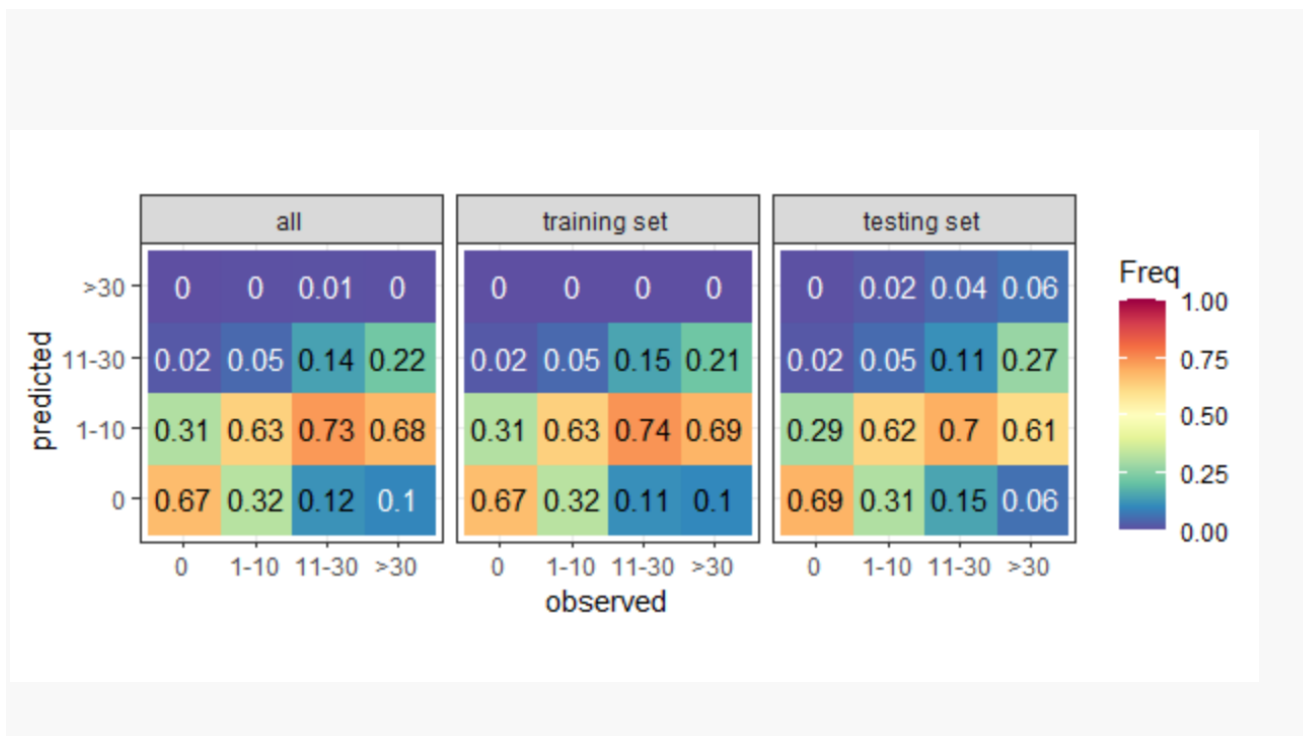 all training set testing set
Freq
>30 0 0 0.01 0 0 0 0 0 0 0.02 0.04 0.06
1.00
11-30 0.02 0.05 0.14 0.22 0.02 0.05 0.15 0.21 0.02 0.05 0.11 0.27
0.75
predicted
1-10 0.31 0.63 0.73 0.68 0.31 0.63 0.74 0.69 0.29 0.62 0.7 0.61
0.50
0.25
0 0.67 0.32 0.12 0.1 0.67 0.32 0.11 0.1 0.69 0.31 0.15 0.06
0.00
0 1-10 11-30 >30 0 1-10 11-30 >30 0 1-10 11-30 >30
observed